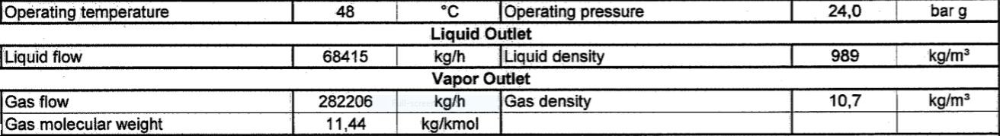 Operating temperature 48 °C Operating pressure 24,0 bar g
Liquid Outlet
Liquid flow 68415 kg/h Liquid density 989 kg/m³
Vapor Outlet
Gas flow 282206 kg/h Gas density 10,7 kg/m³
Gas molecular weight 11,44 kg/kmol